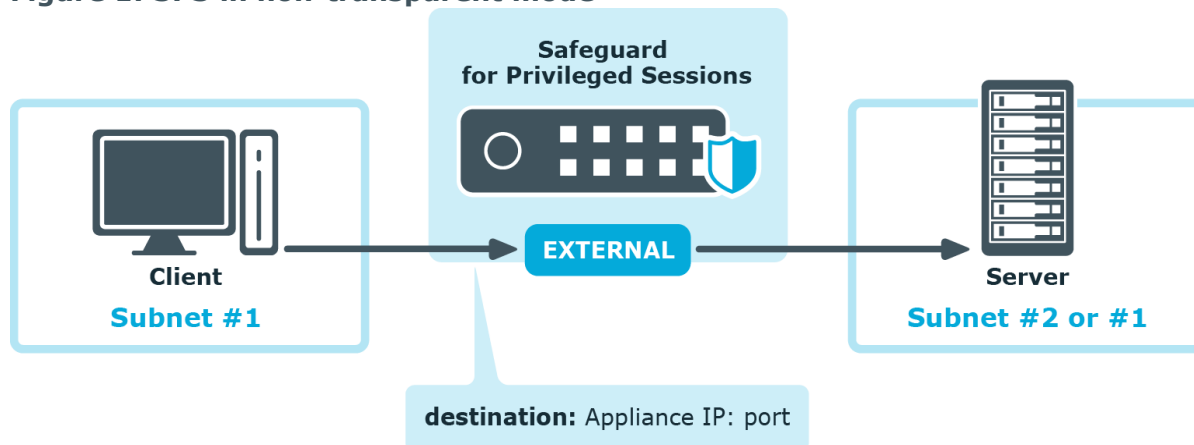 Safeguard
for Privileged Sessions
EXTERNAL
Client
Server
Subnet #1
Subnet #2 or #1
destination: Appliance IP: port